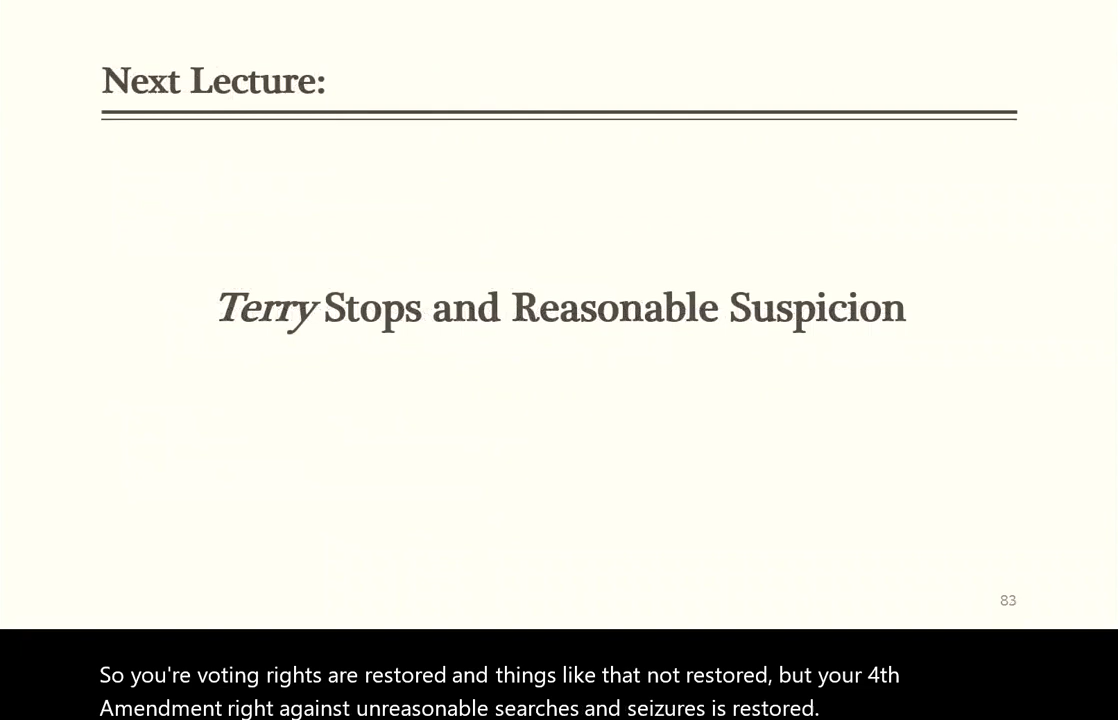 Next Lecture:
Terry Stops and Reasonable Suspicion
83
So you're voting rights are restored and things like that not restored, but your 4th
Amendment right against unreasonable searches and seizures is restored.